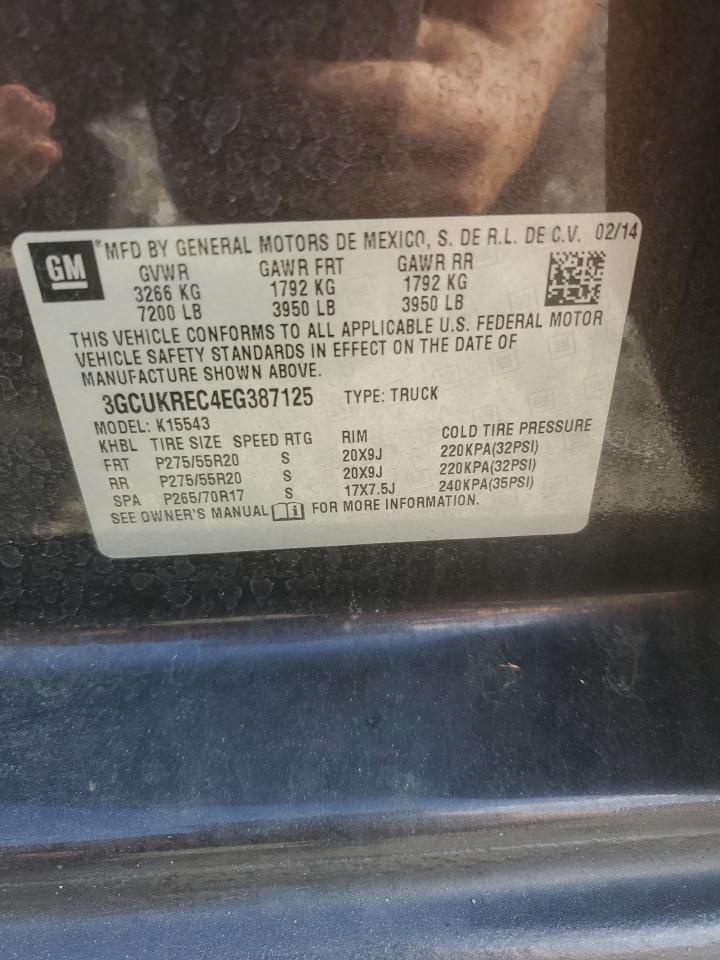 GM *MFD BY GENERAL MOTORS DE MEXICO, S. DE R.L. DE C.V. 02/14
GVWR GAWR FRT GAWR RR
3266 KG 1792 KG 1792 KG
7200 LB 3950 LB 3950 LB
THIS VEHICLE CONFORMS TO ALL APPLICABLE U.S. FEDERAL MOTOR
VEHICLE SAFETY STANDARDS IN EFFECT ON THE DATE OF
MANUFACTURE SHOWN ABOVE.
3GCUKREC4EG387125 TYPE: TRUCK
MODEL: K15543
KHBL TIRE SIZE SPEED RTG RIM COLD TIRE PRESSURE
FRT P275/55R20 S 20X9J 220KPA(32PSI)
RR P275/55R20 S 20X9J 220KPA(32PSI)
SPA P265/70R17 S 17X7.5J 240KPA(35PSI)
SEE OWNER'S MANUAL FOR MORE INFORMATION.